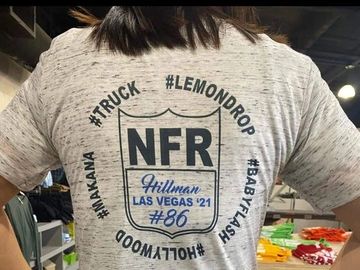 #MAKANA
#TRUCK
#LEMONDROP
#BABYFLASH
#HOLLYWOOD
NFR
Hillman
LAS VEGAS '21
#86